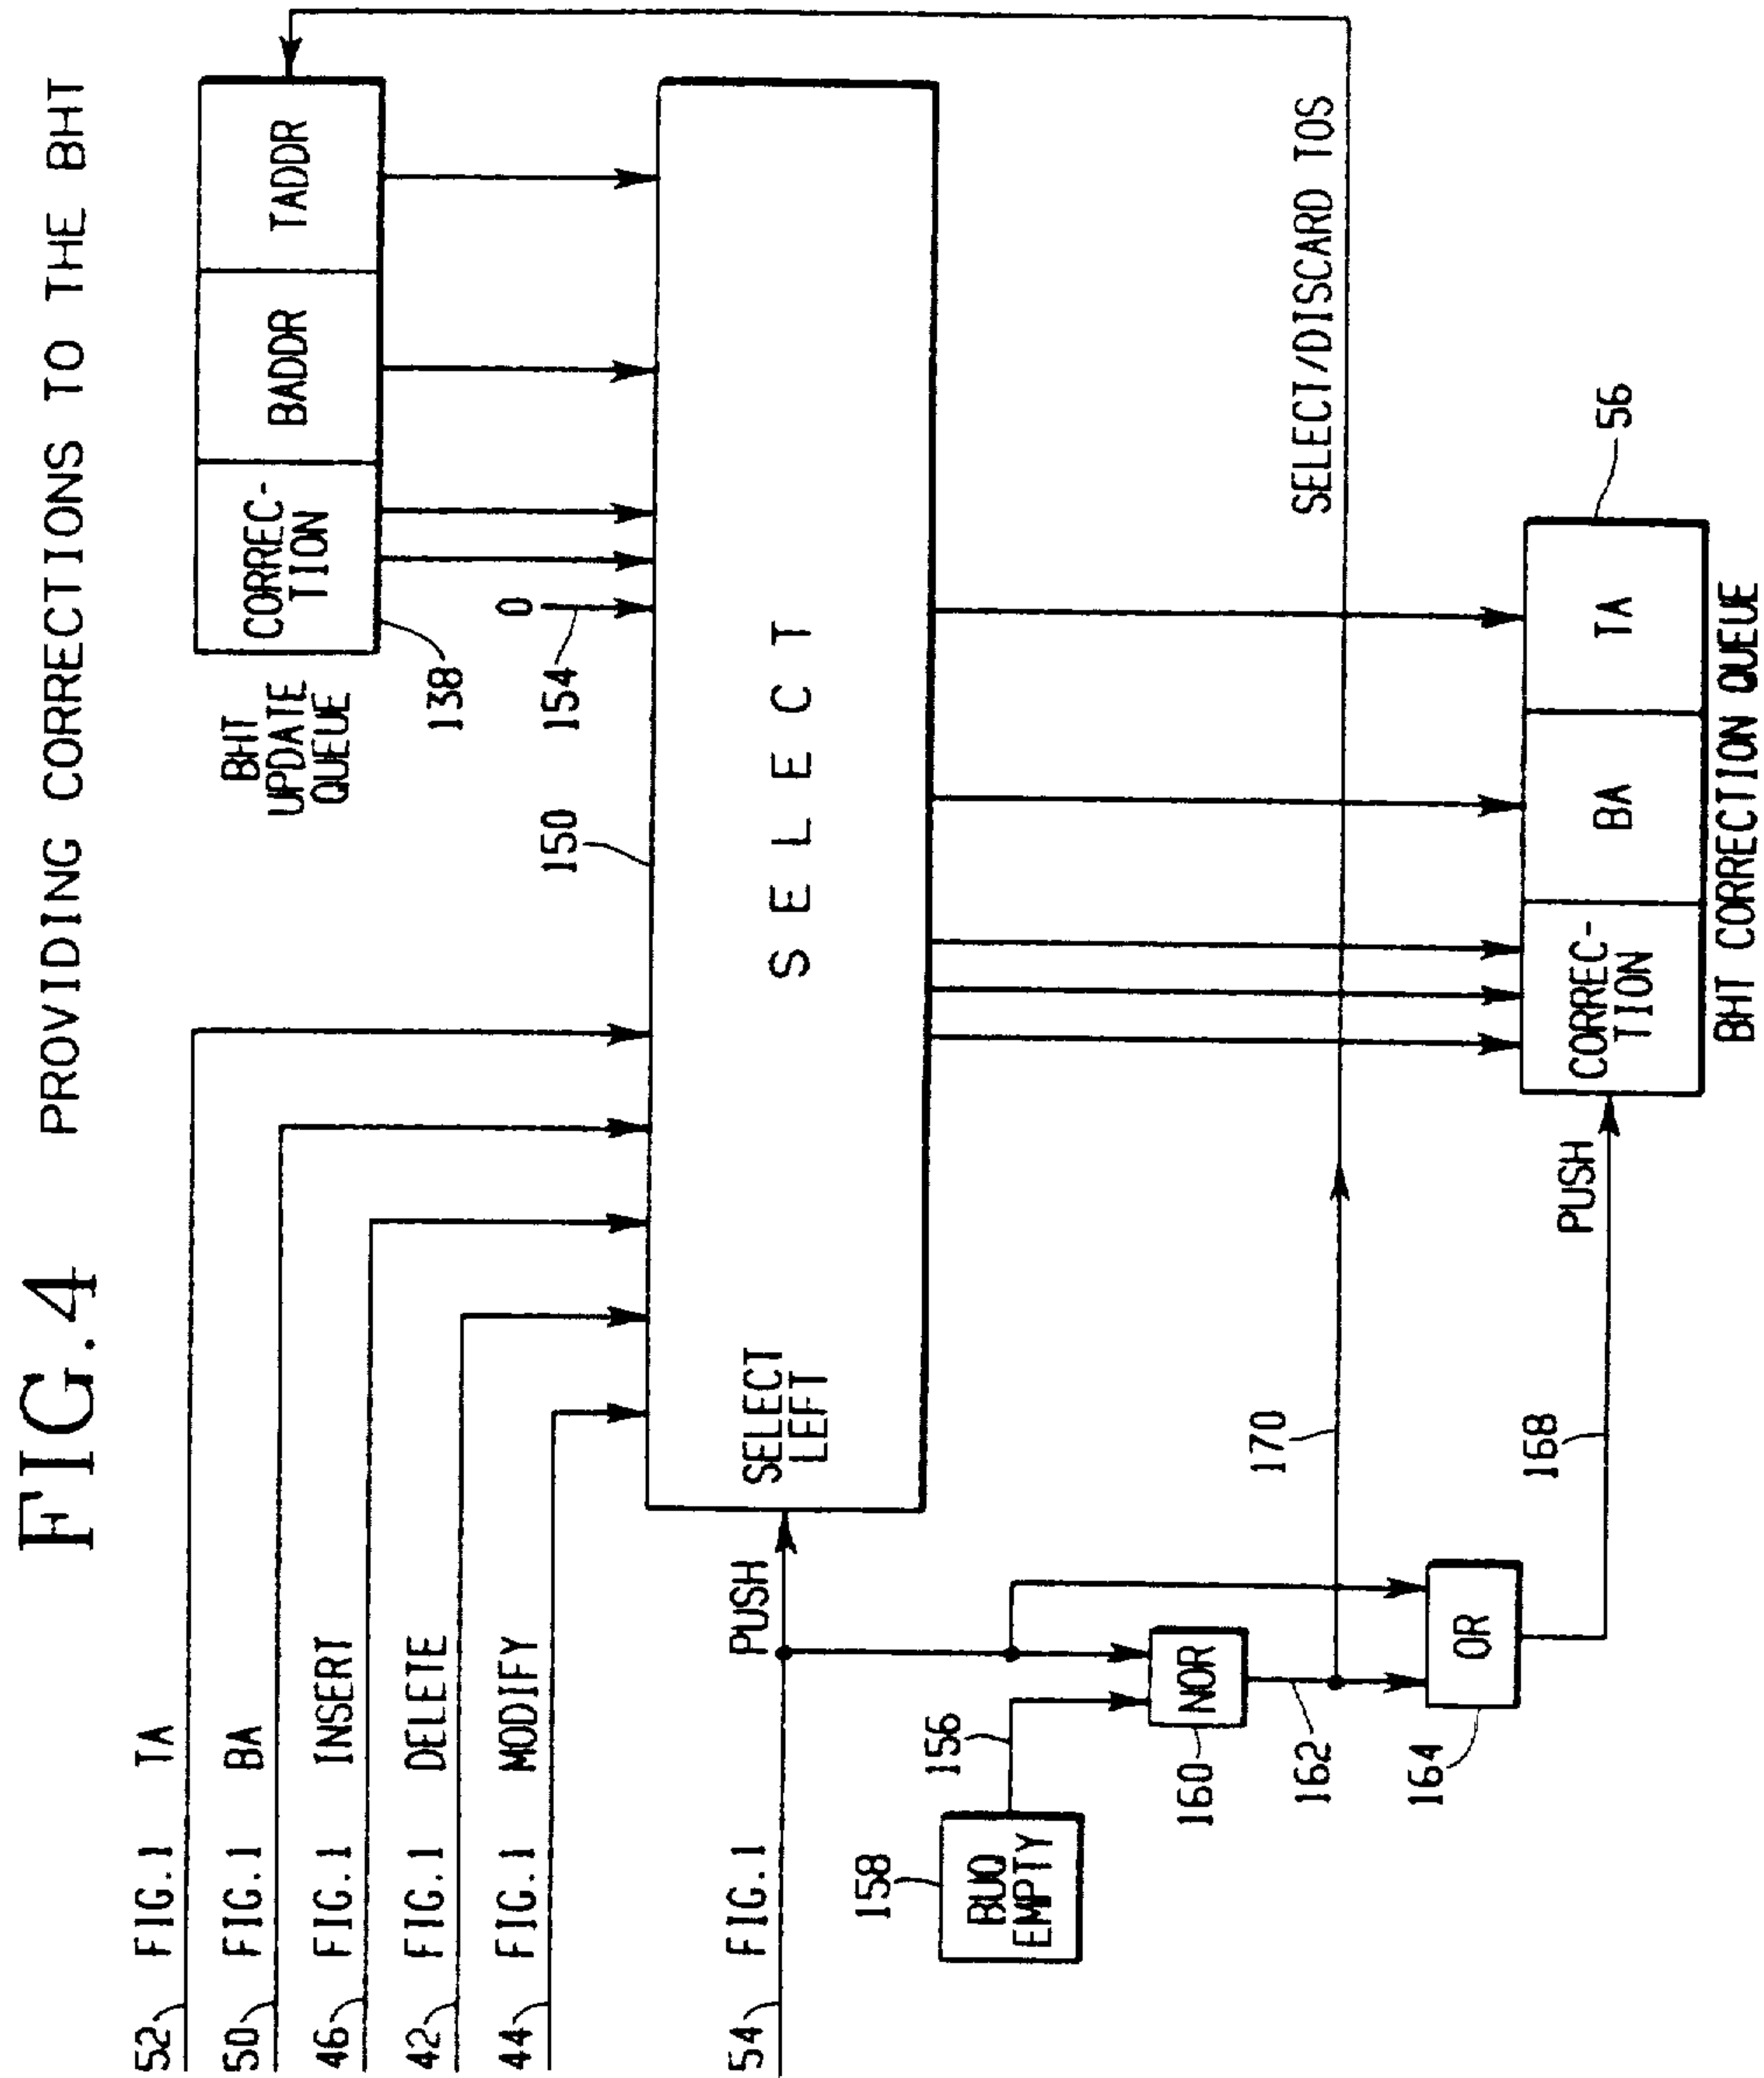 FIG.4 PROVIDING CORRECTIONS TO THE BHT
52 FIG.1 TA
50 FIG.1 BA
46 FIG.1 INSERT
42 FIG.1 DELETE
44 FIG.1 MODIFY
54 FIG.1
PUSH
BHT
UPDATE
QUEUE
CORREC-
TION
BADDR
TADDR
138
0
154
150
SELECT
LEFT
SELECT
158
BUQ
EMPTY
156
NOR
160
162
OR
164
170
SELECT/DISCARD TOS
168
PUSH
CORREC-
TION
BA
TA
56
BHT CORRECTION QUEUE